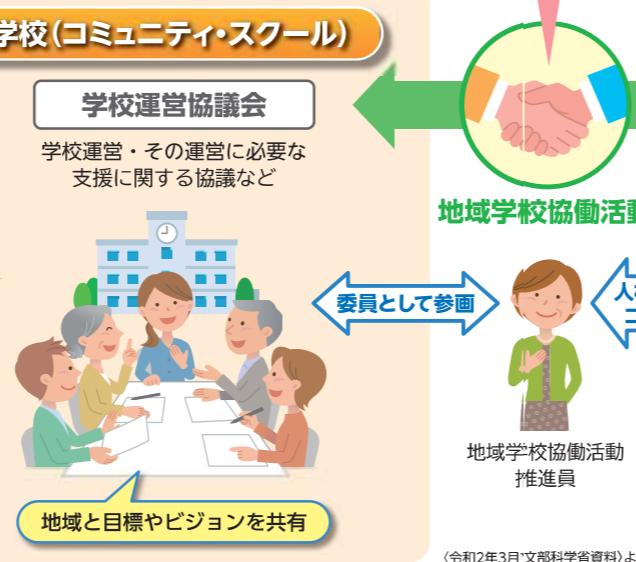 学校（コミュニティ・スクール）
学校運営協議会
学校運営・その運営に必要な
支援に関する協議など
地域学校協働活動
委員として参画
人
コ
地域学校協働活動
推進員
地域と目標やビジョンを共有
〈令和2年3月文部科学省資料〉よ